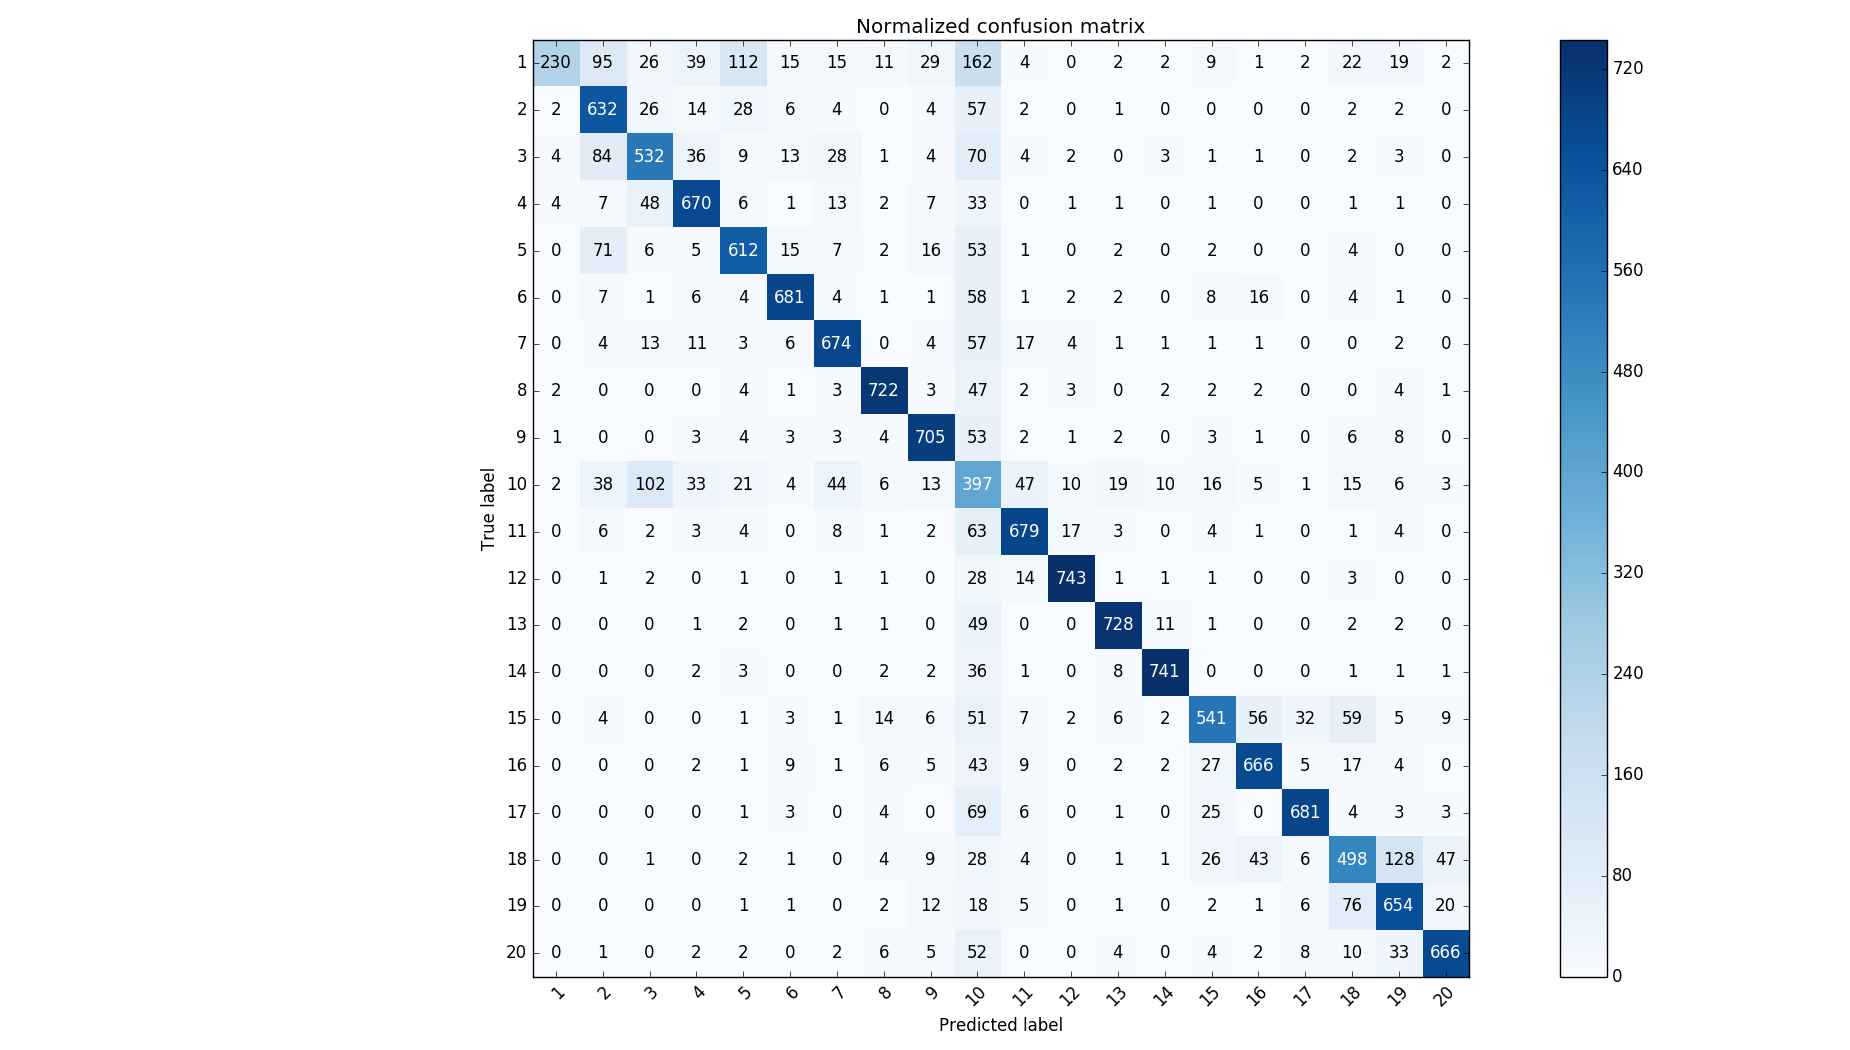 Normalized confusion matrix
1 230 95 26 39 112 15 15 11 29 162 4 0 2 2 9 1 2 22 19 2
2 2 632 26 14 28 6 4 0 4 57 2 0 1 0 0 0 0 2 2 0
3 4 84 532 36 9 13 28 1 4 70 4 2 0 3 1 1 0 2 3 0
4 4 7 48 670 6 1 13 2 7 33 0 1 1 0 1 0 0 1 1 0
5 0 71 6 5 612 15 7 2 16 53 1 0 2 0 2 0 0 4 0 0
6 0 7 1 6 4 681 4 1 1 58 1 2 2 0 8 16 0 4 1 0
7 0 4 13 11 3 6 674 0 4 57 17 4 1 1 1 1 0 0 2 0
8 2 0 0 0 4 1 3 722 3 47 2 3 0 2 2 2 0 0 4 1
9 1 0 0 3 4 3 3 4 705 53 2 1 2 0 3 1 0 6 8 0
10 2 38 102 33 21 4 44 6 13 397 47 10 19 10 16 5 1 15 6 3
11 0 6 2 3 4 0 8 1 2 63 679 17 3 0 4 1 0 1 4 0
12 0 1 2 0 1 0 1 1 0 28 14 743 1 1 1 0 0 3 0 0
13 0 0 0 1 2 0 1 1 0 49 0 0 728 11 1 0 0 2 2 0
14 0 0 0 2 3 0 0 2 2 36 1 0 8 741 0 0 0 1 1 1
15 0 4 0 0 1 3 1 14 6 51 7 2 6 2 541 56 32 59 5 9
16 0 0 0 2 1 9 1 6 5 43 9 0 2 2 27 666 5 17 4 0
17 0 0 0 0 1 3 0 4 0 69 6 0 1 0 25 0 681 4 3 3
18 0 0 1 0 2 1 0 4 9 28 4 0 1 1 26 43 6 498 128 47
19 0 0 0 0 1 1 0 2 12 18 5 0 1 0 2 1 6 76 654 20
20 0 1 0 2 2 0 2 6 5 52 0 0 4 0 4 2 8 10 33 666
1 2 3 4 5 6 7 8 9 10 11 12 13 14 15 16 17 18 19 20
Predicted label
True label
720
640
560
480
400
320
240
160
80
0